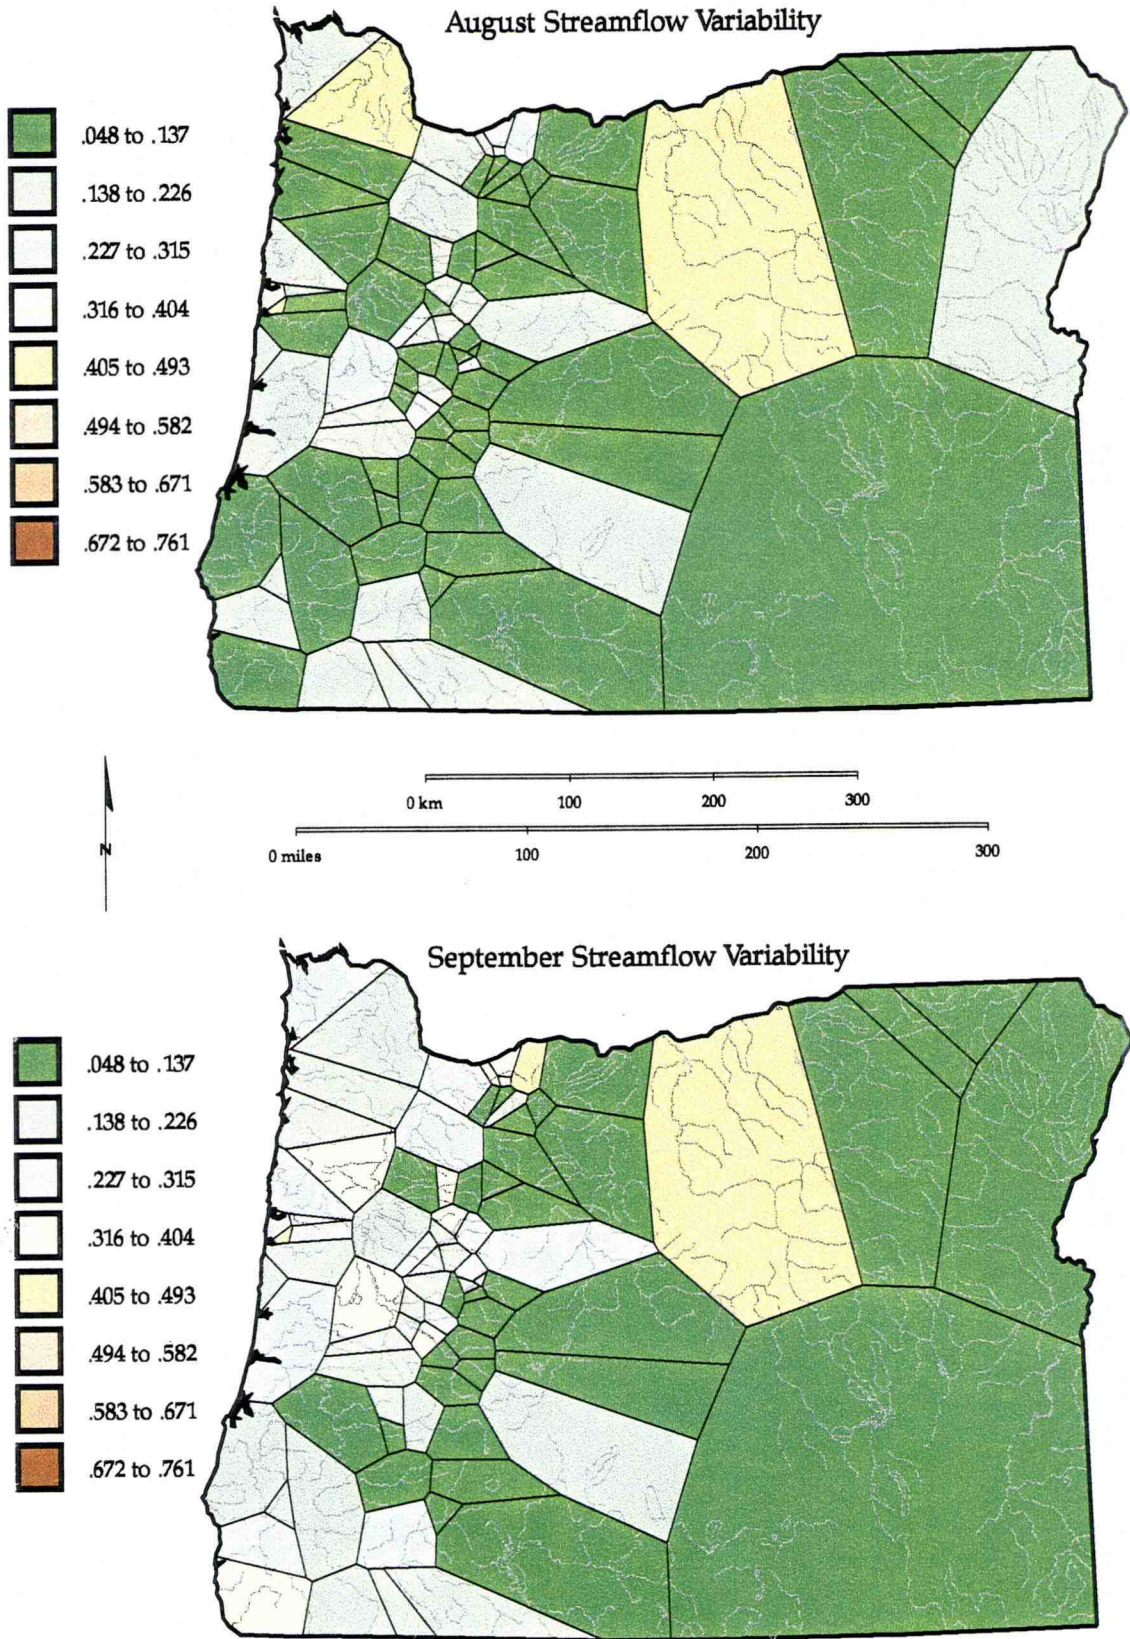 August Streamflow Variability
.048 to .137
.138 to .226
.227 to .315
.316 to .404
.405 to .493
.494 to .582
.583 to .671
.672 to .761
0 km 100 200 300
N
0 miles 100 200 300
September Streamflow Variability
.048 to .137
.138 to .226
.227 to .315
.316 to .404
.405 to .493
.494 to .582
.583 to .671
.672 to .761